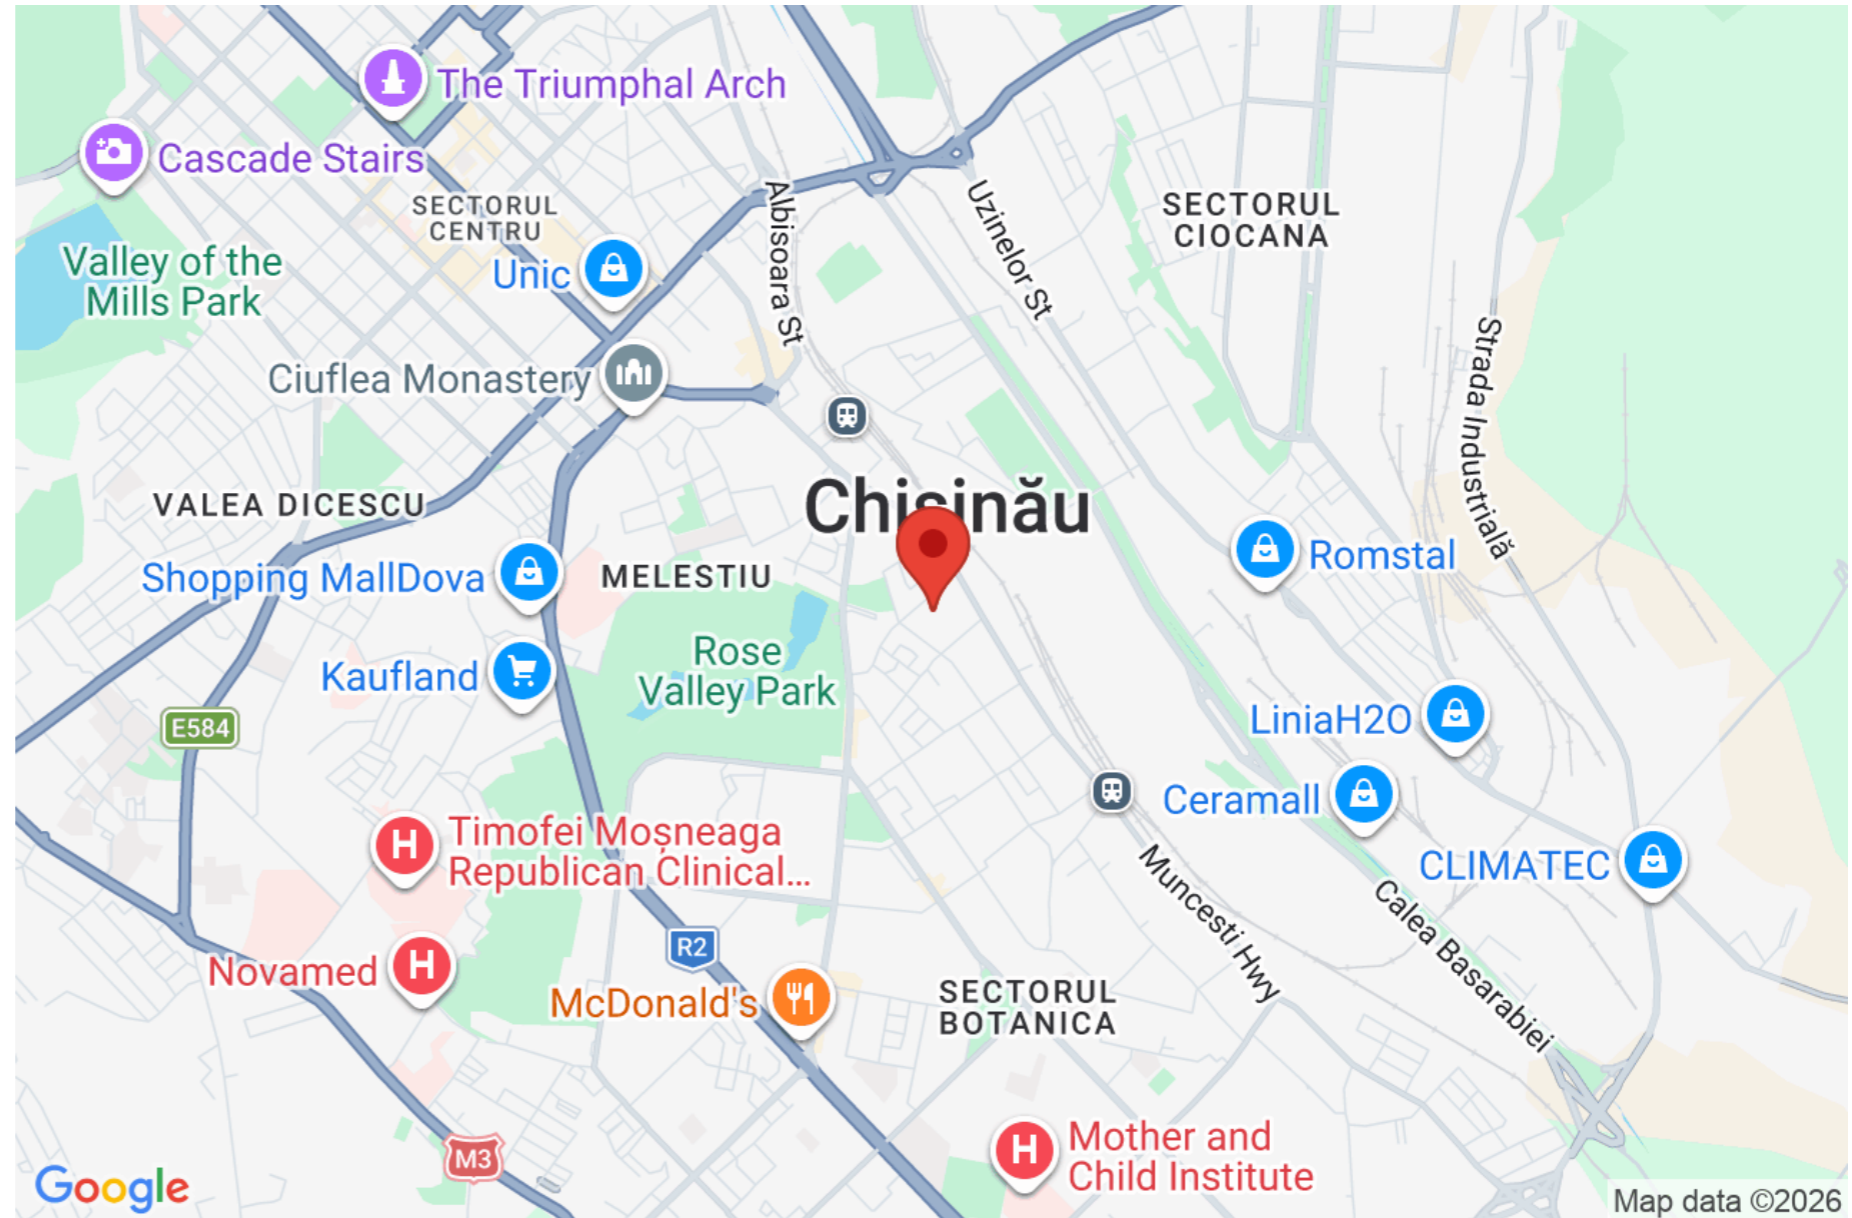 The Triumphal Arch
Cascade Stairs
SECTORUL
CENTRU
Albisoara St
Uzinelor St
SECTORUL
CIOCANA
Valley of the
Mills Park
Unic
Strada Industrială
Ciuflea Monastery
VALEA DICESCU
Chișinău
Shopping MallDova
MELESTIU
Romstal
Rose
Valley Park
Kaufland
E584
LiniaH2O
Ceramall
Timofei Moșneaga
Republican Clinical...
CLIMATEC
Muncesti Hwy
Calea Basarabiei
R2
Novamed
McDonald's
SECTORUL
BOTANICA
M3
Mother and
Child Institute
Google
Map data ©2026